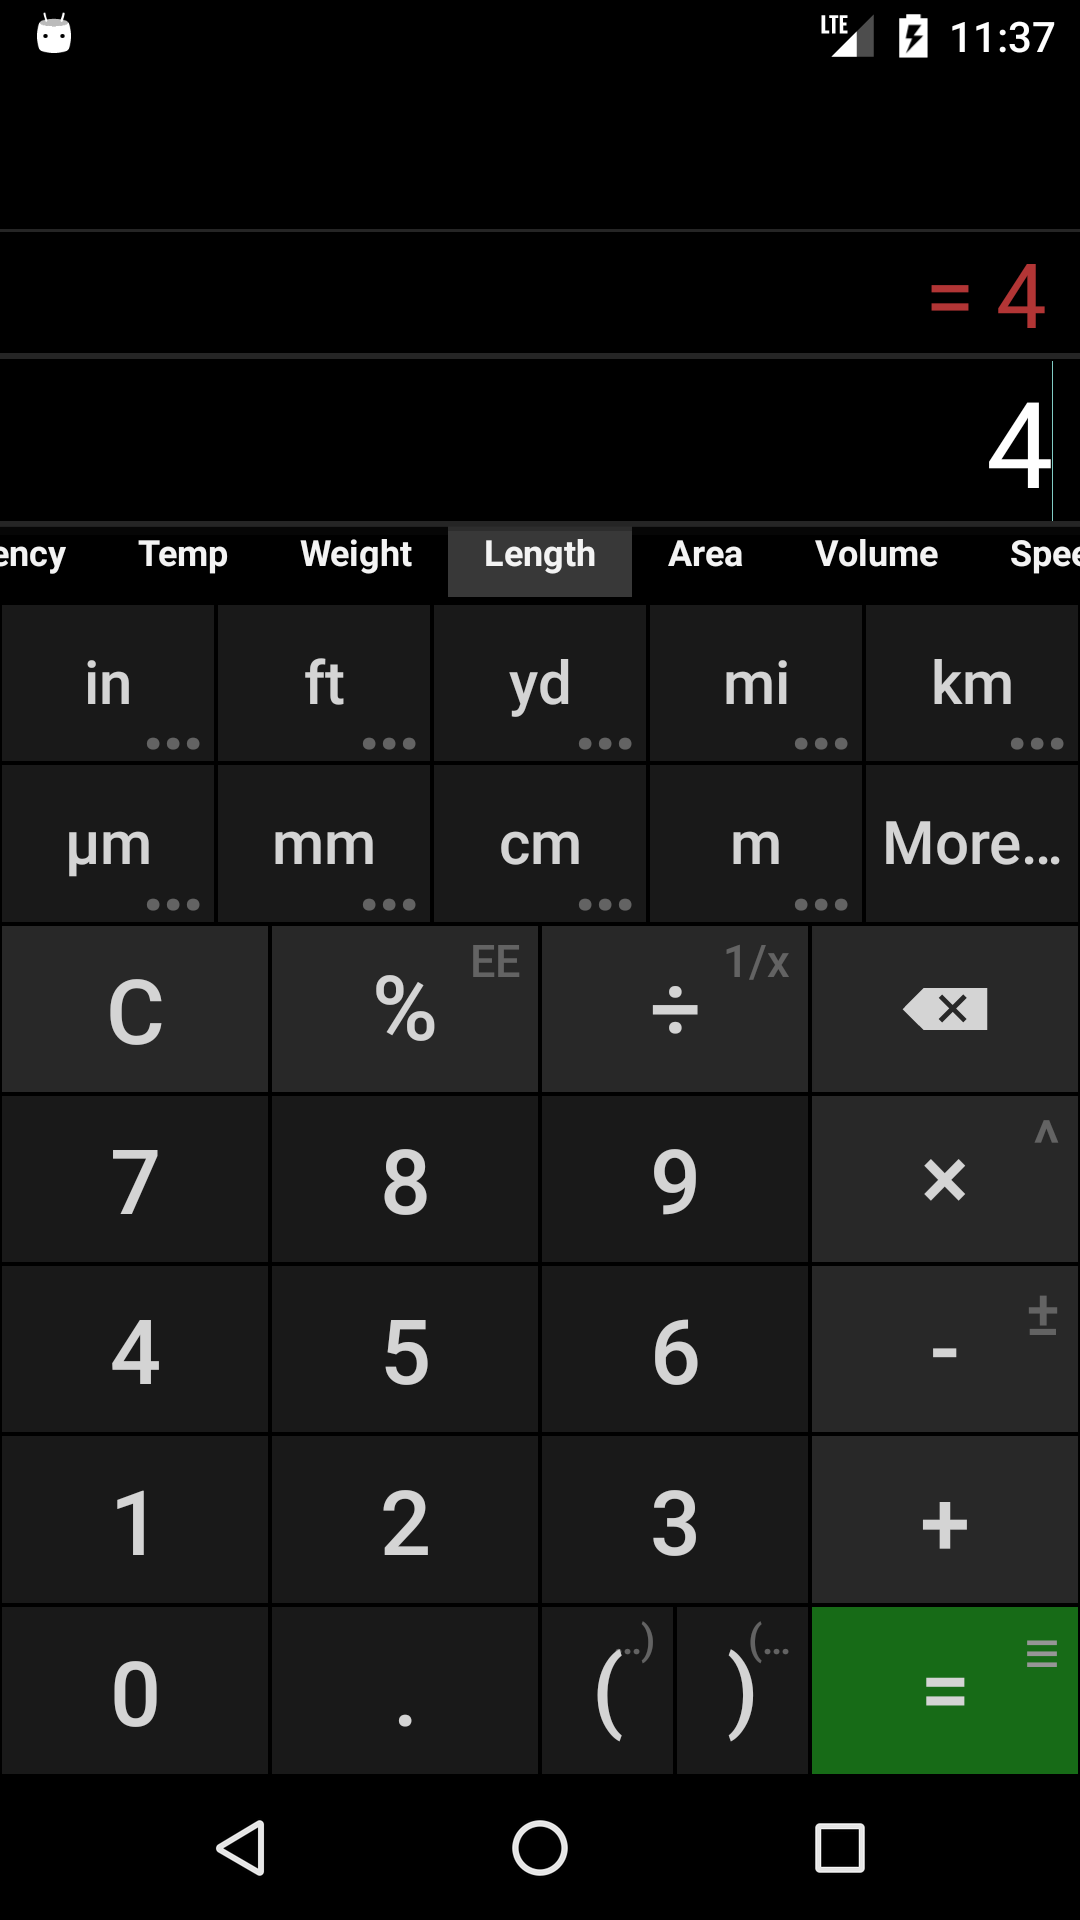 LTE 11:37
= 4
4
ency Temp Weight Length Area Volume Spee
in ft yd mi km
µm mm cm m More...
C % EE ÷ 1/x
7 8 9 × ^
4 5 6 - ±
1 2 3 +
0 . ( ..) ) (... =